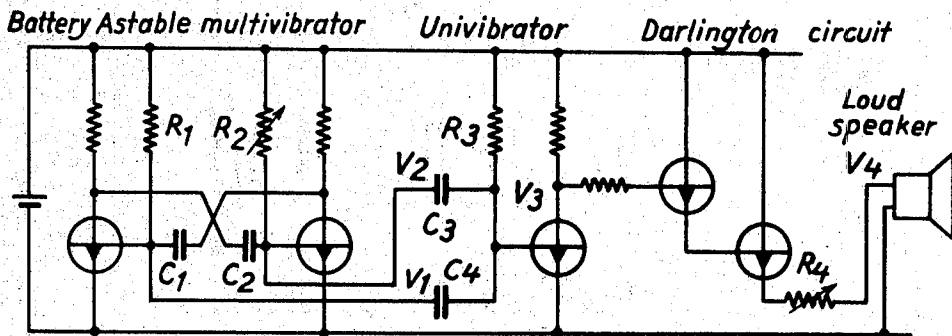 Battery Astable multivibrator
Univibrator
Darlington circuit
Loud
speaker
R1
R2
R3
V2
V3
V4
C3
C1
C2
V1
C4
R4